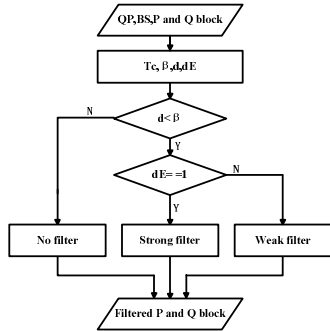 QP,BS,P and Q block
Tc, β,d,dE
d< β
N
Y
dE= =1
N
Y
No filter
Strong filter
Weak filter
Filtered P and Q block